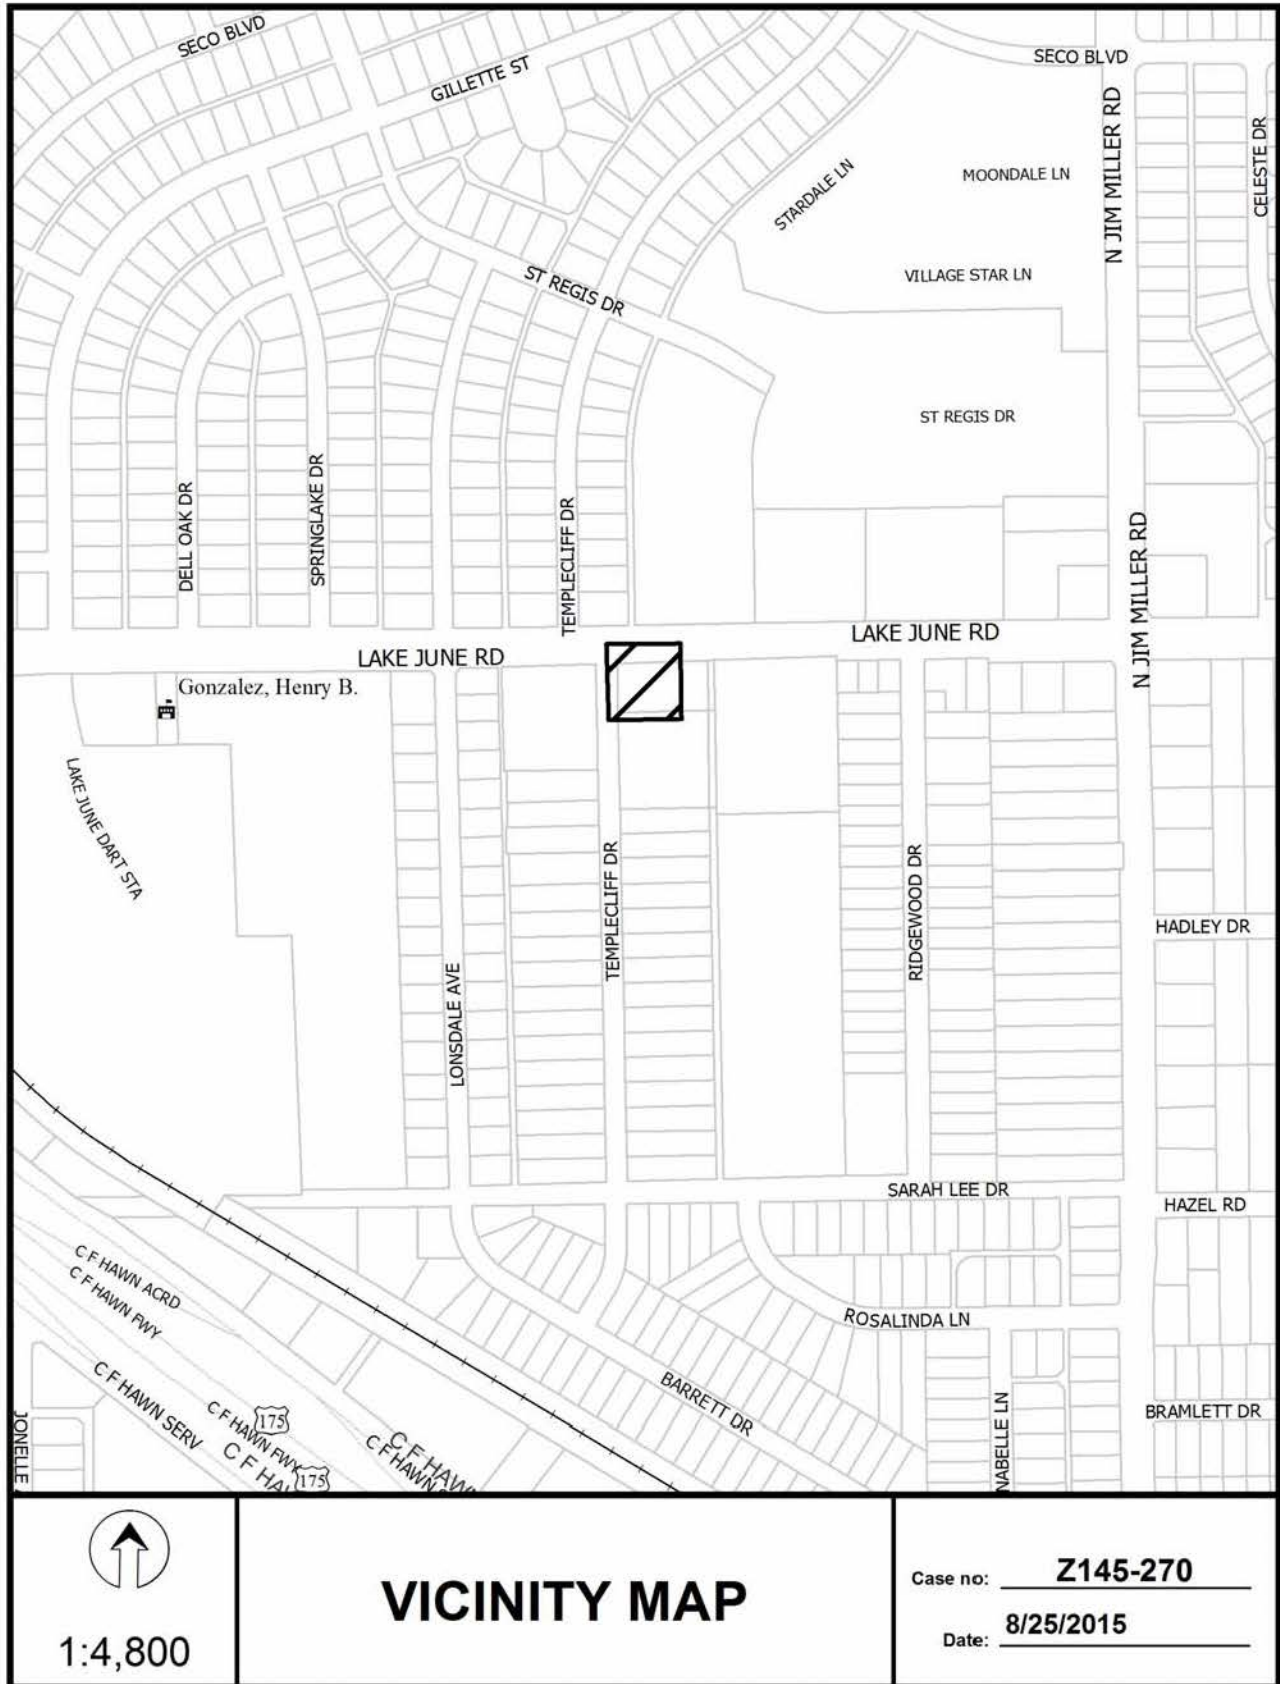 SECO BLVD
GILLETTE ST
SECO BLVD
N JIM MILLER RD
CELESTE DR
STARDALE LN
MOONDALE LN
VILLAGE STAR LN
ST REGIS DR
ST REGIS DR
DELL OAK DR
SPRINGLAKE DR
TEMPLECLIFF DR
N JIM MILLER RD
LAKE JUNE RD
LAKE JUNE RD
Gonzalez, Henry B.
LAKE JUNE DART STA
TEMPLECLIFF DR
RIDGEWOOD DR
HADLEY DR
LONSDALE AVE
SARAH LEE DR
HAZEL RD
C F HAWN ACRD
C F HAWN FWY
ROSALINDA LN
C F HAWN SERV
BARRETT DR
C F HAWN FWY
175
175
C F HAW
C F HAWN S
C F HA
JONELLE
NABELLE LN
BRAMLETT DR
1:4,800
VICINITY MAP
Case no: Z145-270
Date: 8/25/2015